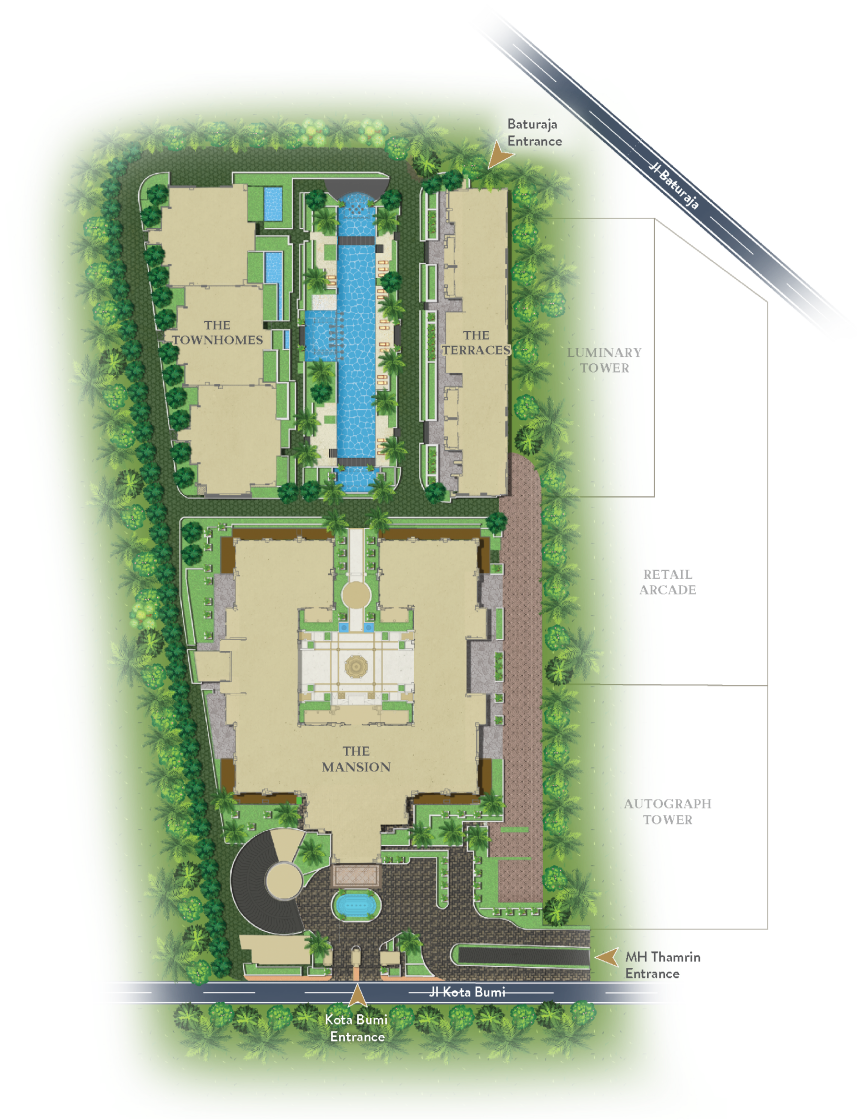 Baturaja
Entrance
Jl Baturaja
THE
TOWNHOMES
THE
TERRACES
LUMINARY
TOWER
RETAIL
ARCADE
THE
MANSION
AUTOGRAPH
TOWER
MH Thamrin
Entrance
Jl Kota Bumi
Kota Bumi
Entrance